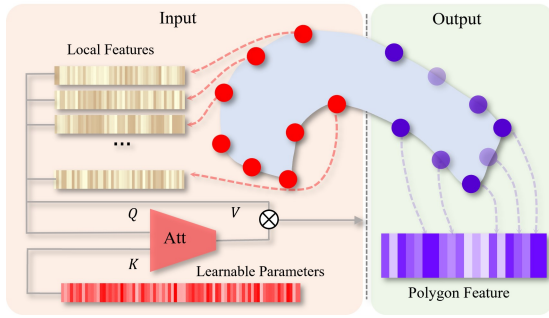 Input
Output
Local Features
...
Q
V
Att
K
Learnable Parameters
Polygon Feature